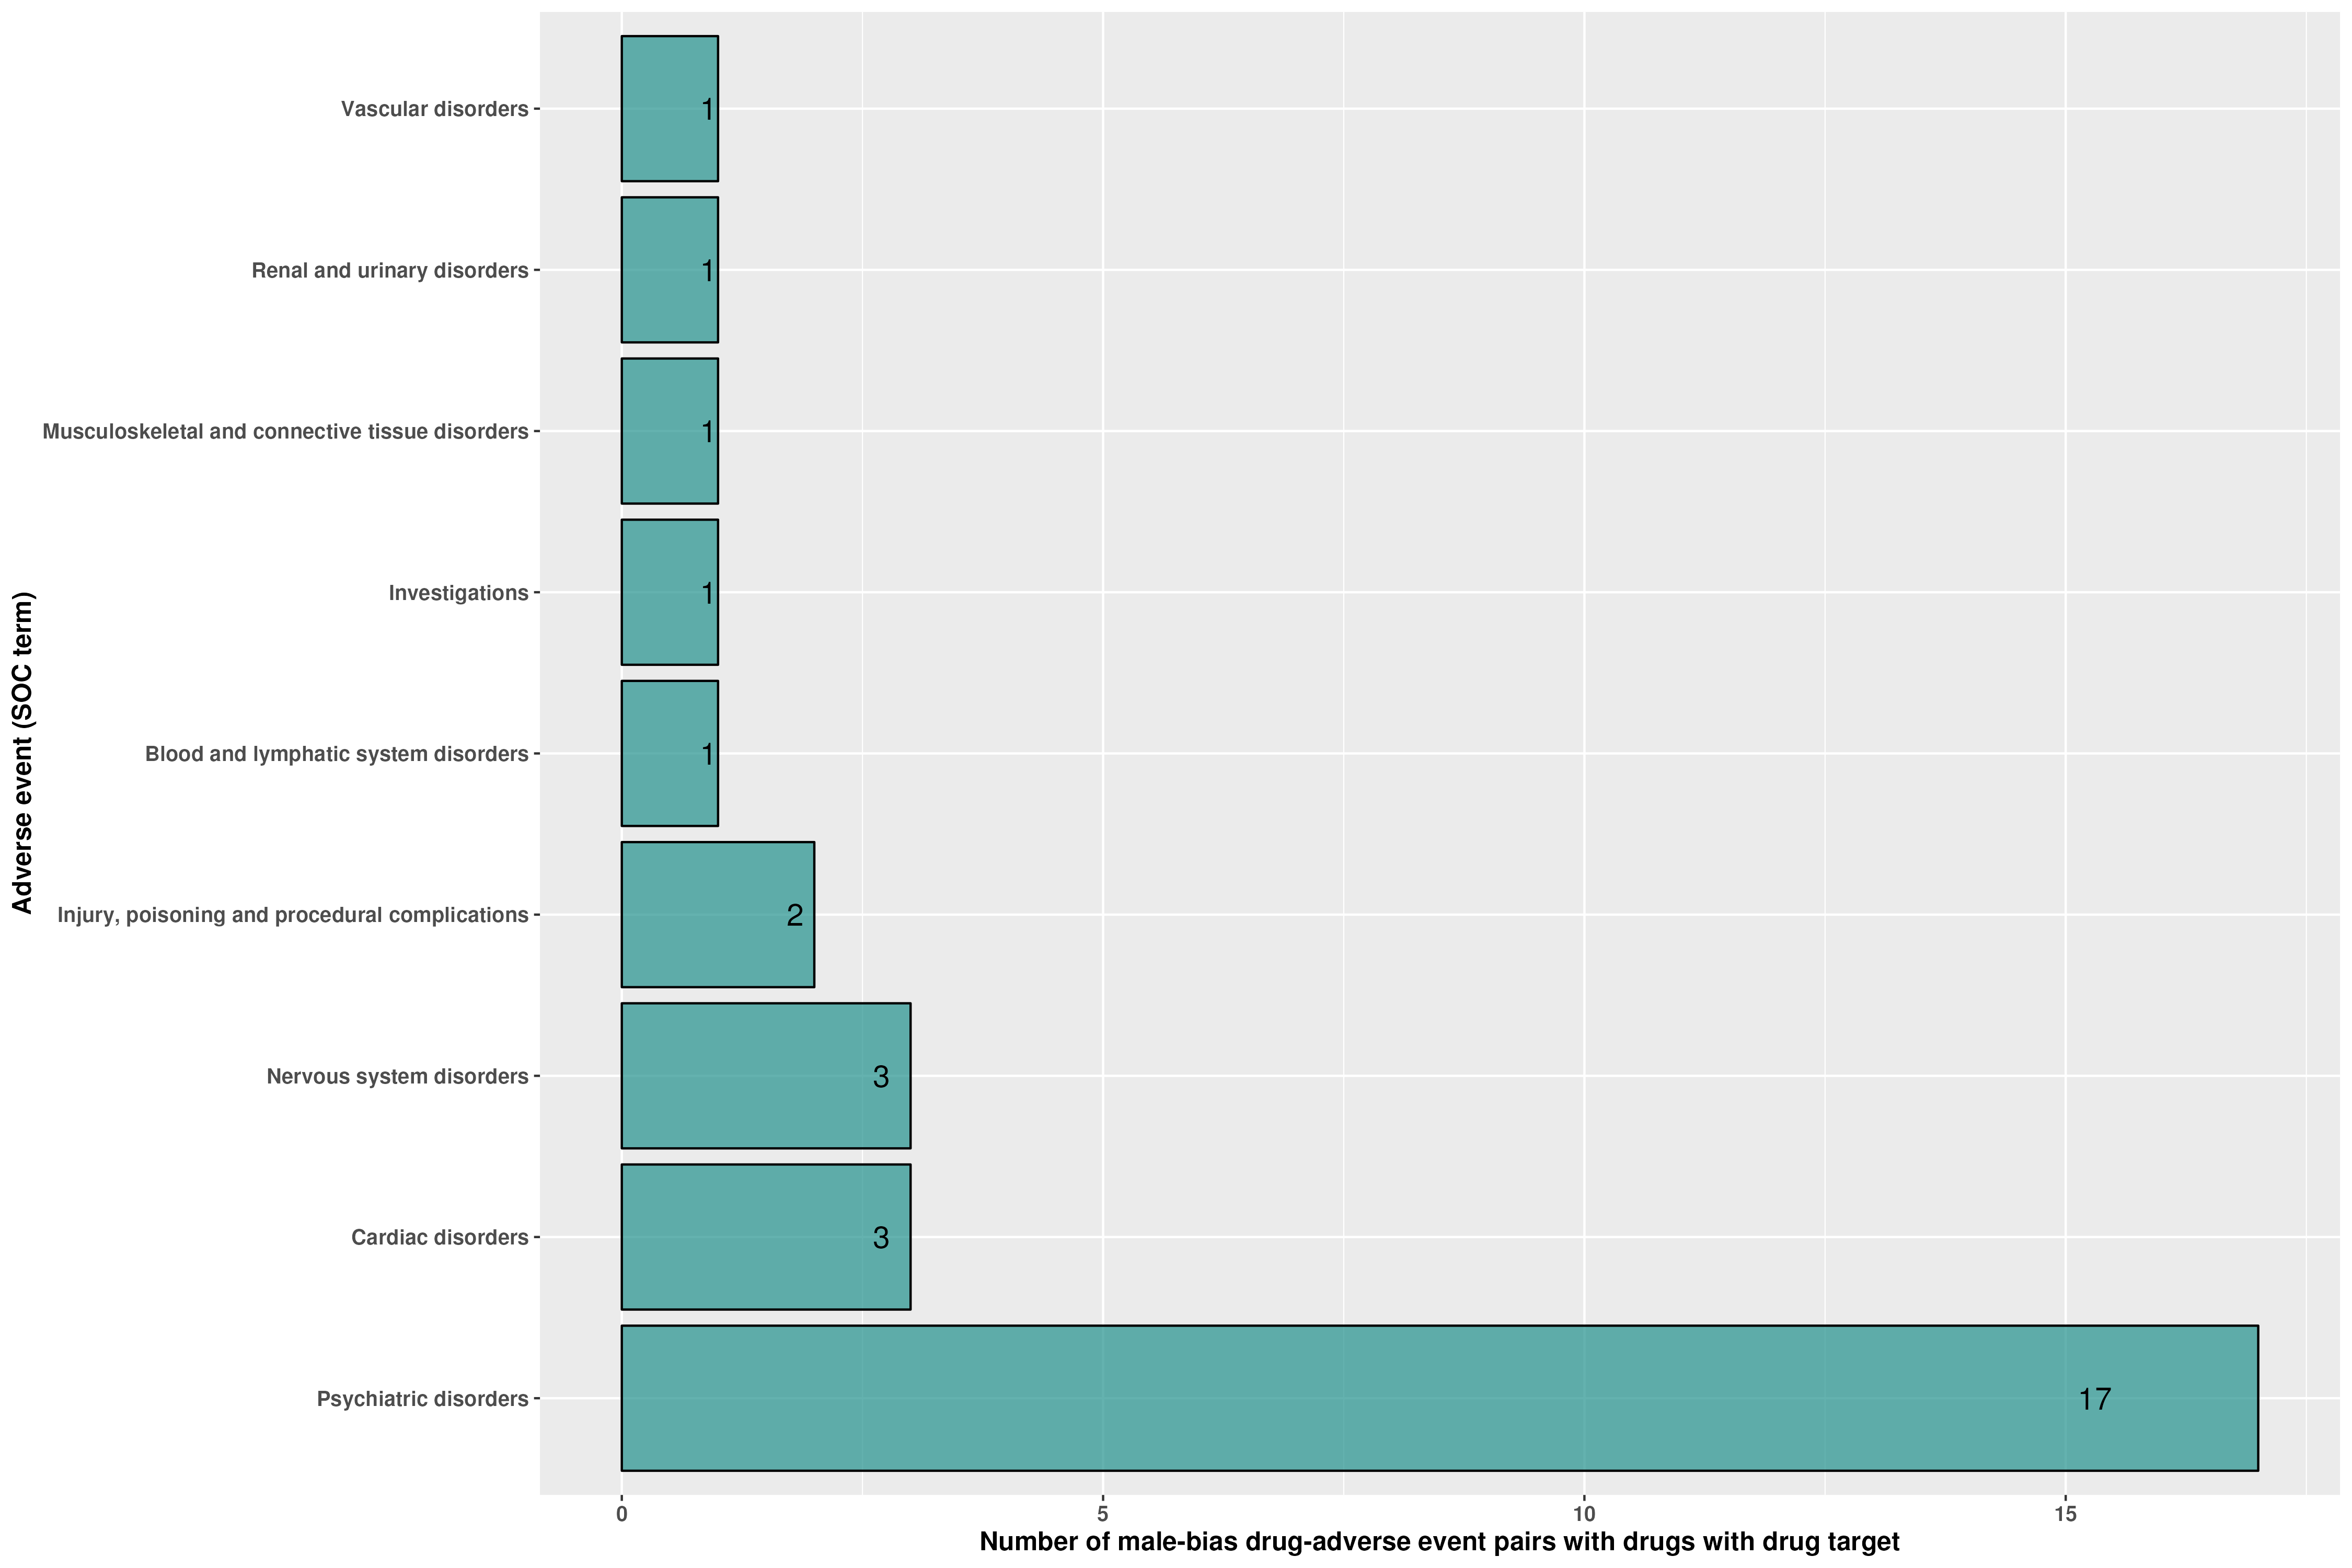 Adverse event (SOC term)
Vascular disorders
1
Renal and urinary disorders
1
Musculoskeletal and connective tissue disorders
1
Investigations
1
Blood and lymphatic system disorders
1
Injury, poisoning and procedural complications
2
Nervous system disorders
3
Cardiac disorders
3
Psychiatric disorders
17
0 5 10 15
Number of male-bias drug-adverse event pairs with drugs with drug target